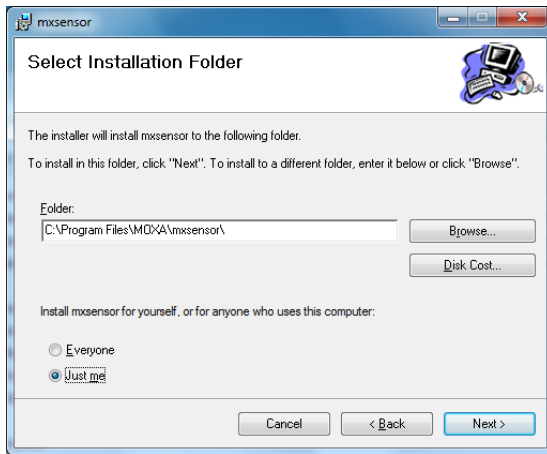 mxsensor
Select Installation Folder
The installer will install mxsensor to the following folder.
To install in this folder, click "Next". To install to a different folder, enter it below or click "Browse".
Folder:
C:\Program Files\MOXA\mxsensor\
Browse...
Disk Cost...
Install mxsensor for yourself, or for anyone who uses this computer:
Everyone
Just me
Cancel
< Back
Next >